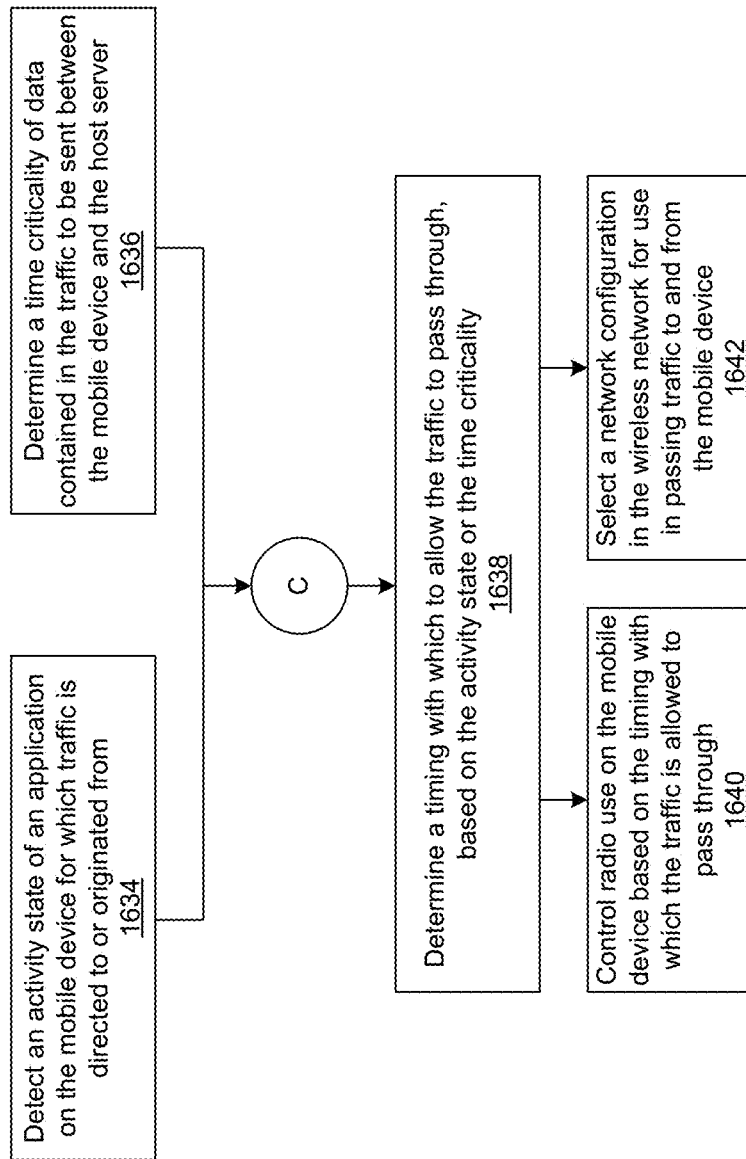 Detect an activity state of an application
on the mobile device for which traffic is
directed to or originated from
1634
Determine a time criticality of data
contained in the traffic to be sent between
the mobile device and the host server
1636
C
Determine a timing with which to allow the traffic to pass through,
based on the activity state or the time criticality
1638
Control radio use on the mobile
device based on the timing with
which the traffic is allowed to
pass through
1640
Select a network configuration
in the wireless network for use
in passing traffic to and from
the mobile device
1642